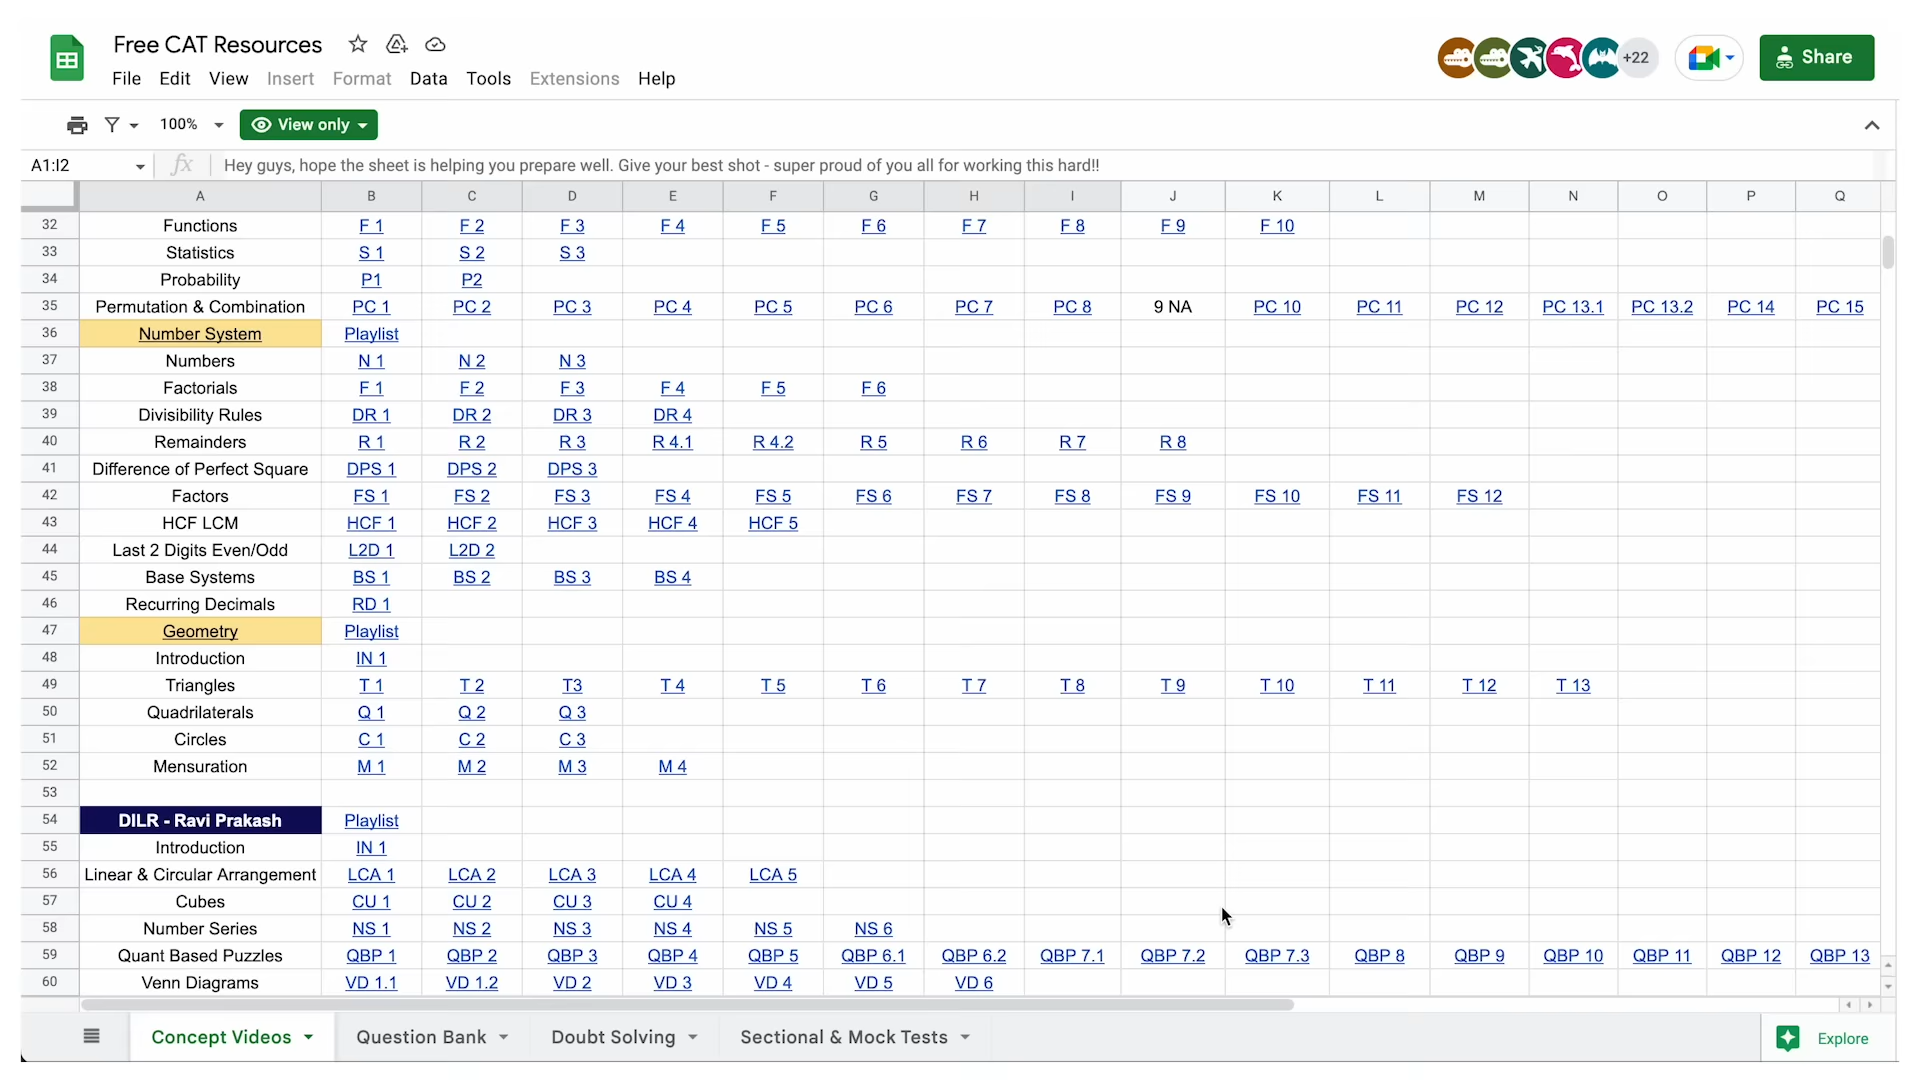 Free CAT Resources
File Edit View Insert Format Data Tools Extensions Help
+22
Share
100% View only
A1:I2 fx Hey guys, hope the sheet is helping you prepare well. Give your best shot - super proud of you all for working this hard!!
A B C D E F G H I J K L M N O P Q
32 Functions F 1 F 2 F 3 F 4 F 5 F 6 F 7 F 8 F 9 F 10
33 Statistics S 1 S 2 S 3
34 Probability P1 P2
35 Permutation & Combination PC 1 PC 2 PC 3 PC 4 PC 5 PC 6 PC 7 PC 8 9 NA PC 10 PC 11 PC 12 PC 13.1 PC 13.2 PC 14 PC 15
36 Number System Playlist
37 Numbers N 1 N 2 N 3
38 Factorials F 1 F 2 F 3 F 4 F 5 F 6
39 Divisibility Rules DR 1 DR 2 DR 3 DR 4
40 Remainders R 1 R 2 R 3 R 4.1 R 4.2 R 5 R 6 R 7 R 8
41 Difference of Perfect Square DPS 1 DPS 2 DPS 3
42 Factors FS 1 FS 2 FS 3 FS 4 FS 5 FS 6 FS 7 FS 8 FS 9 FS 10 FS 11 FS 12
43 HCF LCM HCF 1 HCF 2 HCF 3 HCF 4 HCF 5
44 Last 2 Digits Even/Odd L2D 1 L2D 2
45 Base Systems BS 1 BS 2 BS 3 BS 4
46 Recurring Decimals RD 1
47 Geometry Playlist
48 Introduction IN 1
49 Triangles T 1 T 2 T3 T 4 T 5 T 6 T 7 T 8 T 9 T 10 T 11 T 12 T 13
50 Quadrilaterals Q 1 Q 2 Q 3
51 Circles C 1 C 2 C 3
52 Mensuration M 1 M 2 M 3 M 4
53
54 DILR - Ravi Prakash Playlist
55 Introduction IN 1
56 Linear & Circular Arrangement LCA 1 LCA 2 LCA 3 LCA 4 LCA 5
57 Cubes CU 1 CU 2 CU 3 CU 4
58 Number Series NS 1 NS 2 NS 3 NS 4 NS 5 NS 6
59 Quant Based Puzzles QBP 1 QBP 2 QBP 3 QBP 4 QBP 5 QBP 6.1 QBP 6.2 QBP 7.1 QBP 7.2 QBP 7.3 QBP 8 QBP 9 QBP 10 QBP 11 QBP 12 QBP 13
60 Venn Diagrams VD 1.1 VD 1.2 VD 2 VD 3 VD 4 VD 5 VD 6
Concept Videos Question Bank Doubt Solving Sectional & Mock Tests Explore